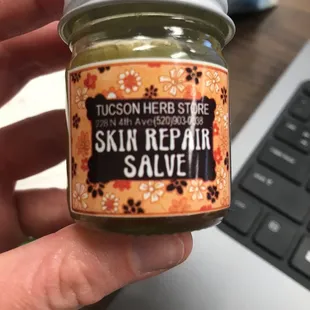 TUCSON HERB STORE
228 N 4th Ave(520)903-0038
SKIN REPAIR
SALVE